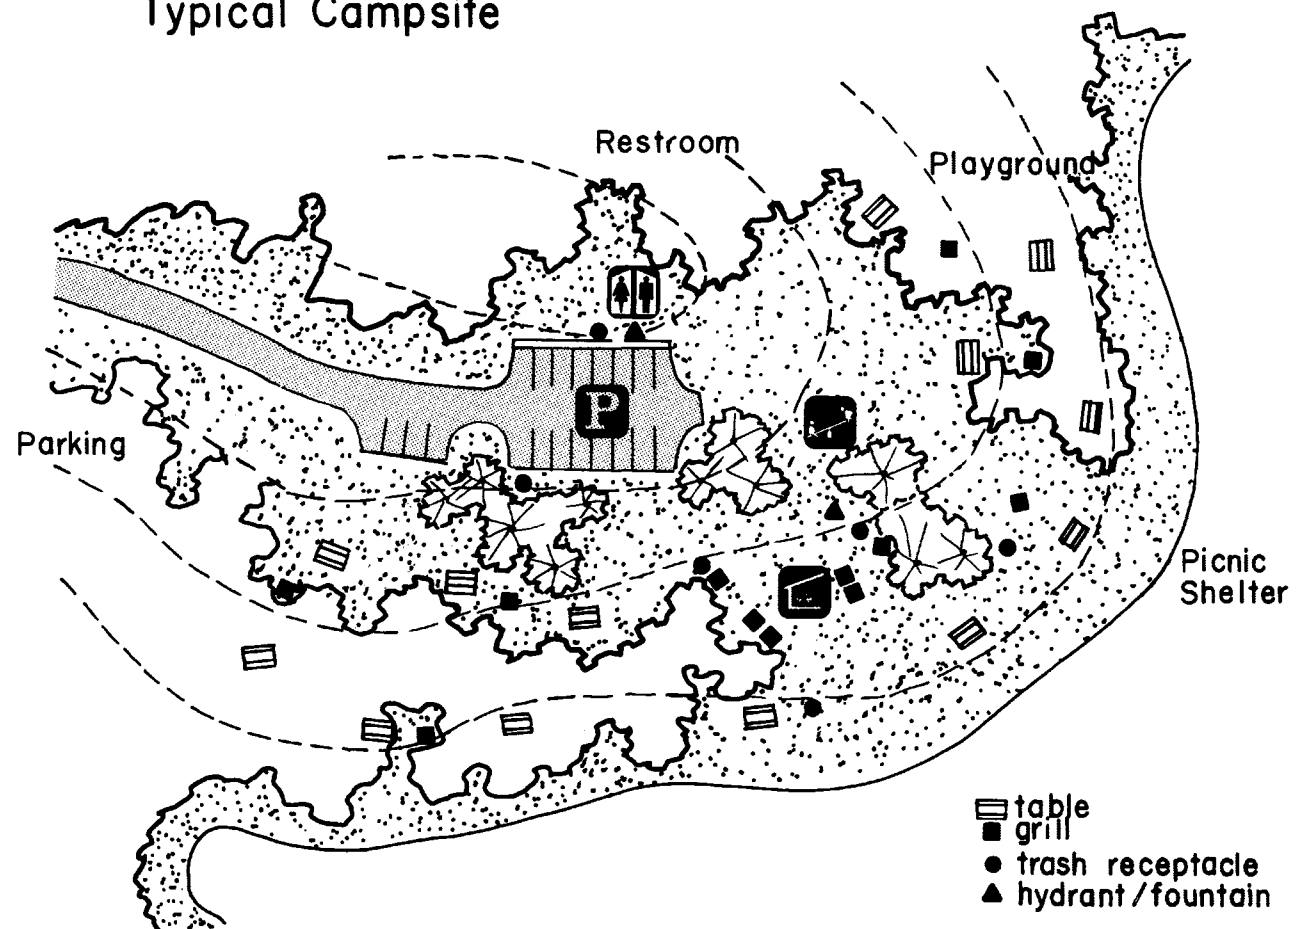 Typical Campsite
Restroom
Playground
Parking
P
Picnic
Shelter
table
grill
trash receptacle
hydrant/fountain